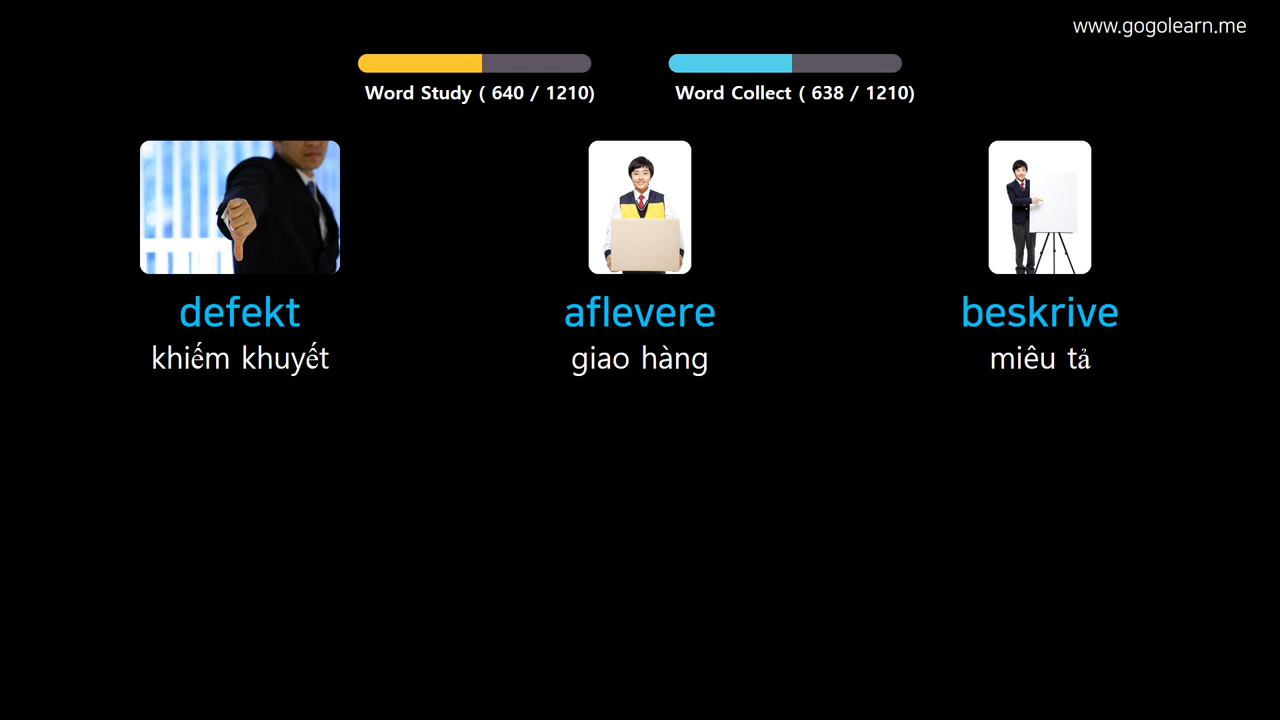 www.gogolearn.me
Word Study ( 640 / 1210)
Word Collect ( 638 / 1210)
defekt
khiếm khuyết
aflevere
giao hàng
beskrive
miêu tả